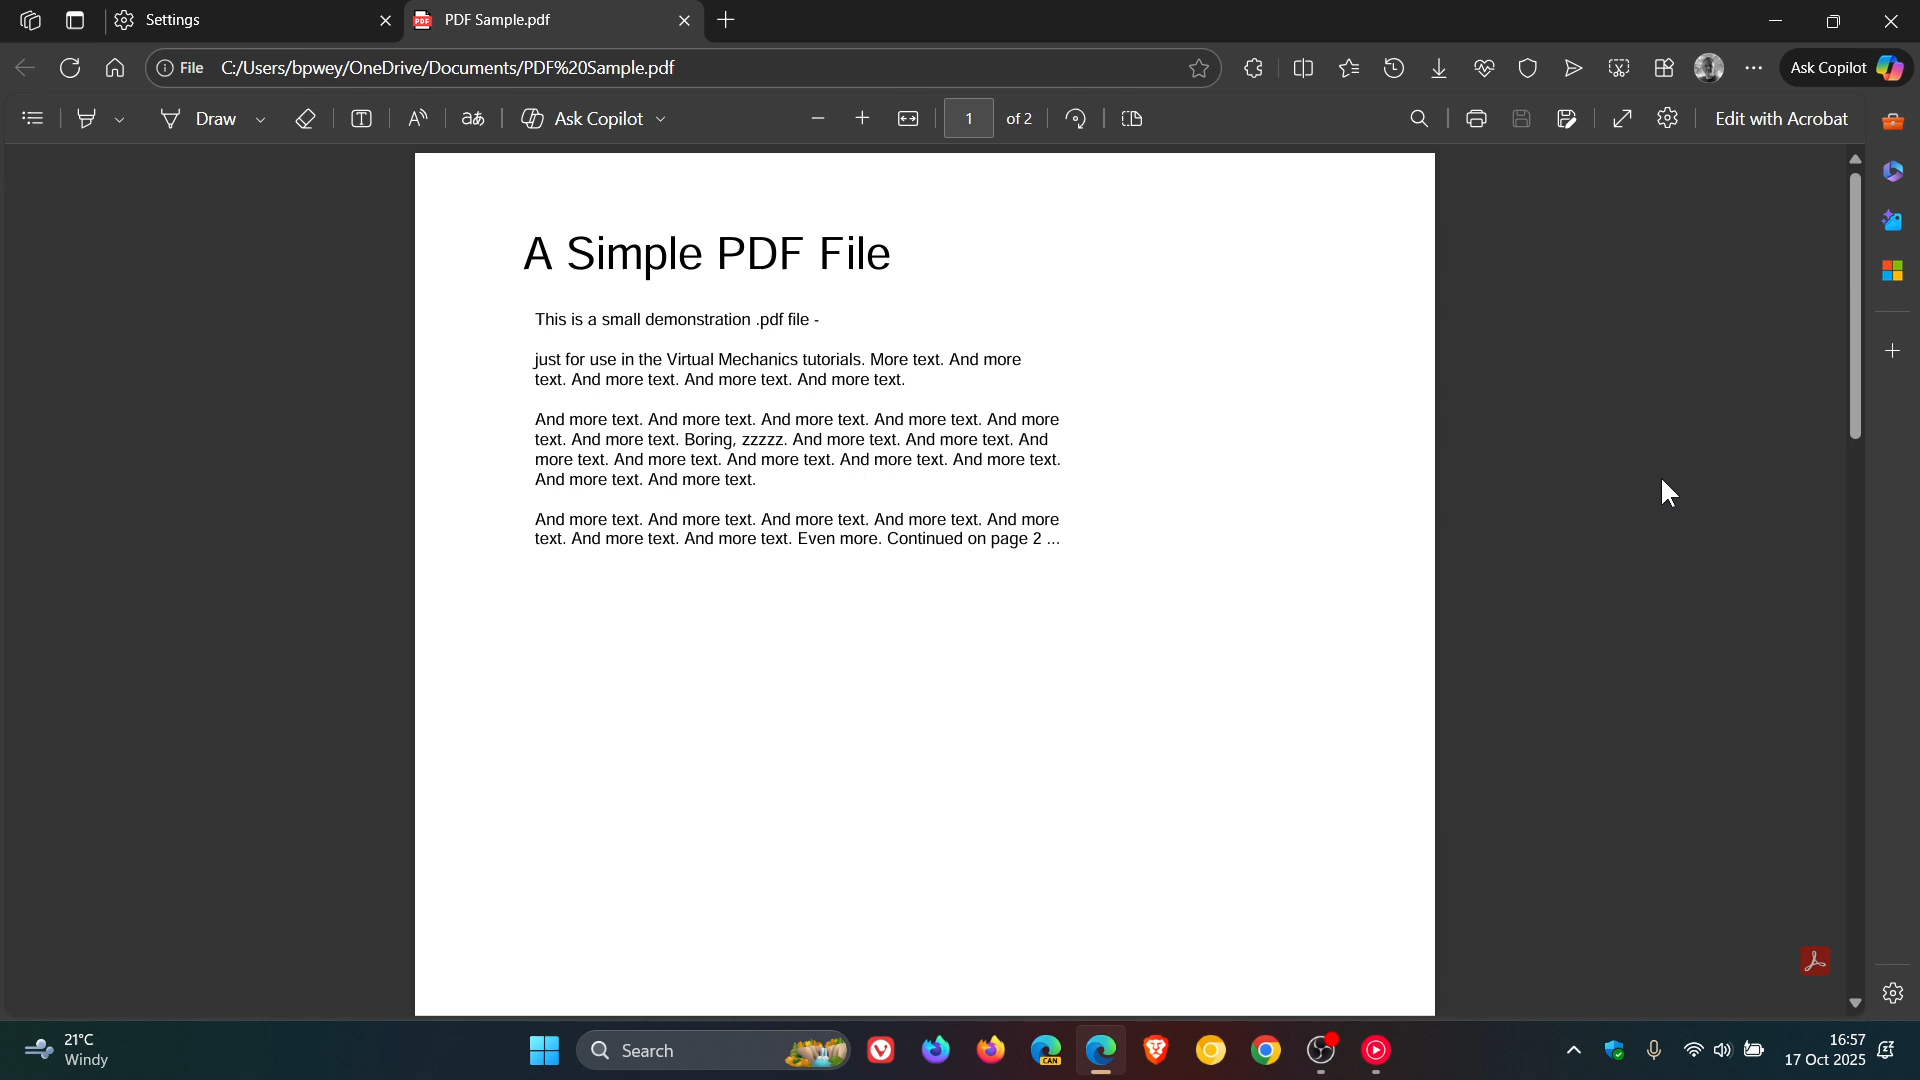 Settings
PDF Sample.pdf
File C:/Users/bpwey/OneDrive/Documents/PDF%20Sample.pdf
Ask Copilot
Draw
aあ
Ask Copilot
1 of 2
Edit with Acrobat
A Simple PDF File
This is a small demonstration .pdf file -
just for use in the Virtual Mechanics tutorials. More text. And more
text. And more text. And more text. And more text.
And more text. And more text. And more text. And more text. And more
text. And more text. Boring, zzzzz. And more text. And more text. And
more text. And more text. And more text. And more text. And more text.
And more text. And more text.
And more text. And more text. And more text. And more text. And more
text. And more text. And more text. Even more. Continued on page 2 ...
21°C
Windy
Search
CAN
16:57
17 Oct 2025